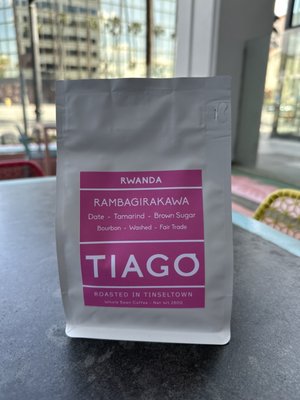 RWANDA
RAMBAGIRAKAWA
Date - Tamarind - Brown Sugar
Bourbon - Washed - Fair Trade
TIAGO
ROASTED IN TINSELTOWN
Whole Bean Coffee - Net Wt 280G